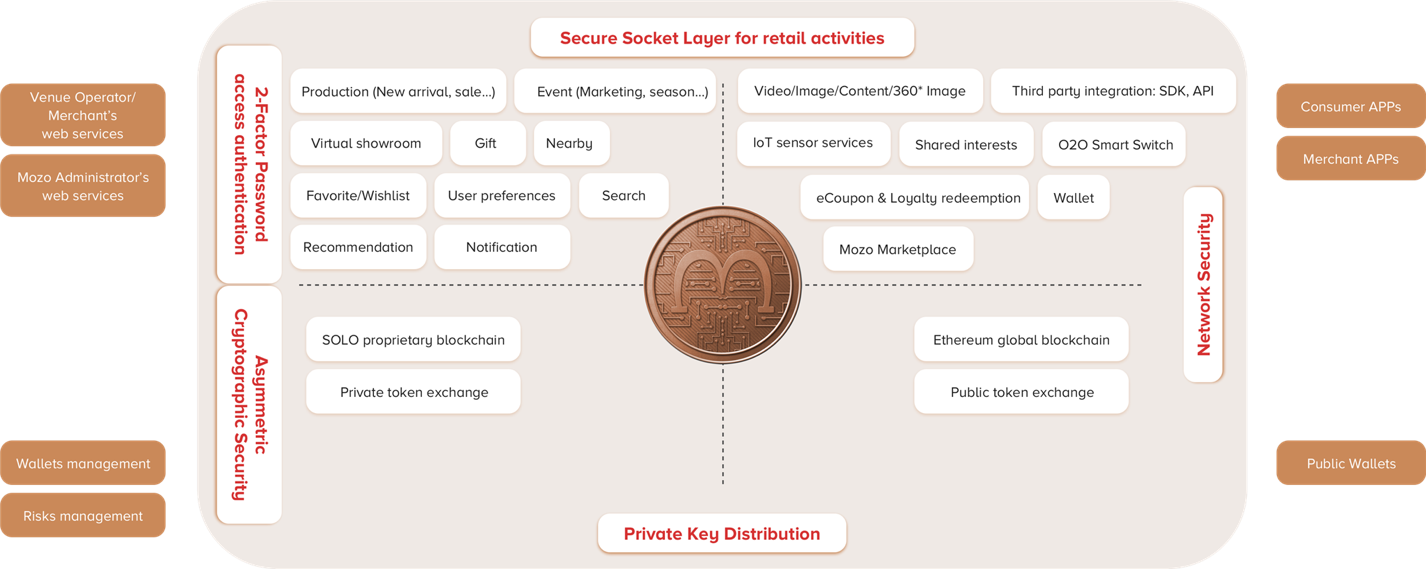 Secure Socket Layer for retail activities
2-Factor Password
access authentication
Production (New arrival, sale...)
Event (Marketing, season...)
Video/Image/Content/360* Image
Third party integration: SDK, API
Virtual showroom
Gift
Nearby
IoT sensor services
Shared interests
O2O Smart Switch
Favorite/Wishlist
User preferences
Search
eCoupon & Loyalty redeemption
Wallet
Recommendation
Notification
Mozo Marketplace
Venue Operator/
Merchant's
web services
Mozo Administrator's
web services
Consumer APPs
Merchant APPs
Network Security
Asymmetric
Cryptographic Security
SOLO proprietary blockchain
Private token exchange
Ethereum global blockchain
Public token exchange
Wallets management
Risks management
Public Wallets
Private Key Distribution